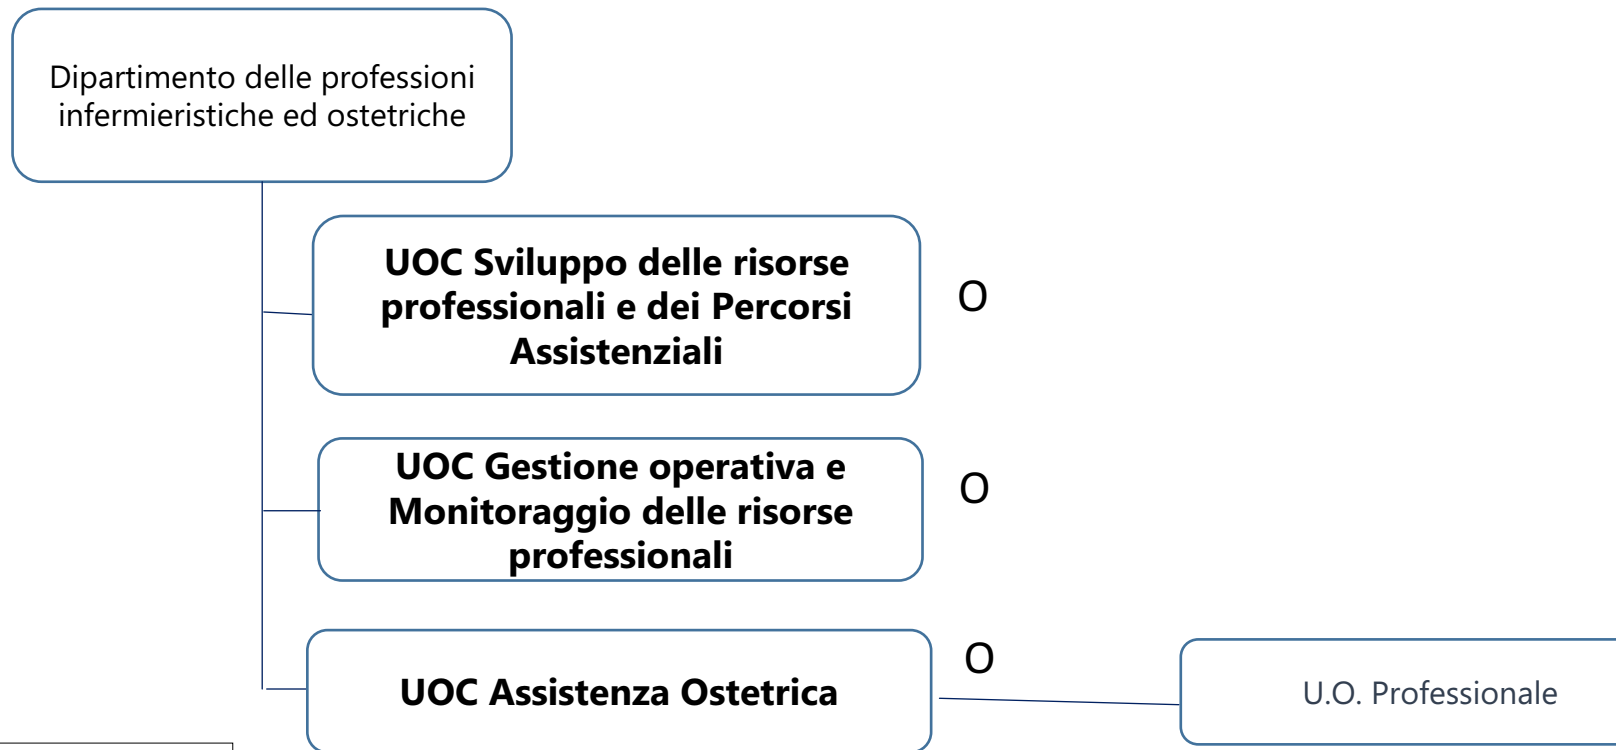 Dipartimento delle professioni
infermieristiche ed ostetriche
UOC Sviluppo delle risorse
professionali e dei Percorsi
Assistenziali
O
UOC Gestione operativa e
Monitoraggio delle risorse
professionali
O
UOC Assistenza Ostetrica
O
U.O. Professionale